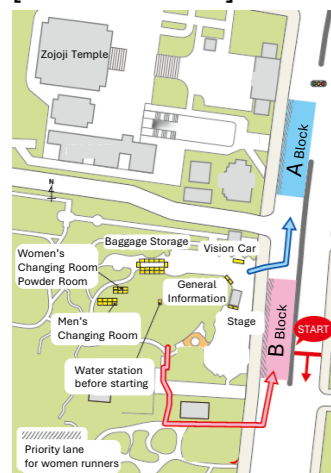 Zojoji Temple
A Block
N
Baggage Storage
Vision Car
Women's
Changing Room
Powder Room
General
Information
Men's
Changing Room
Stage
B Block
START
Water station
before starting
Priority lane
for women runners